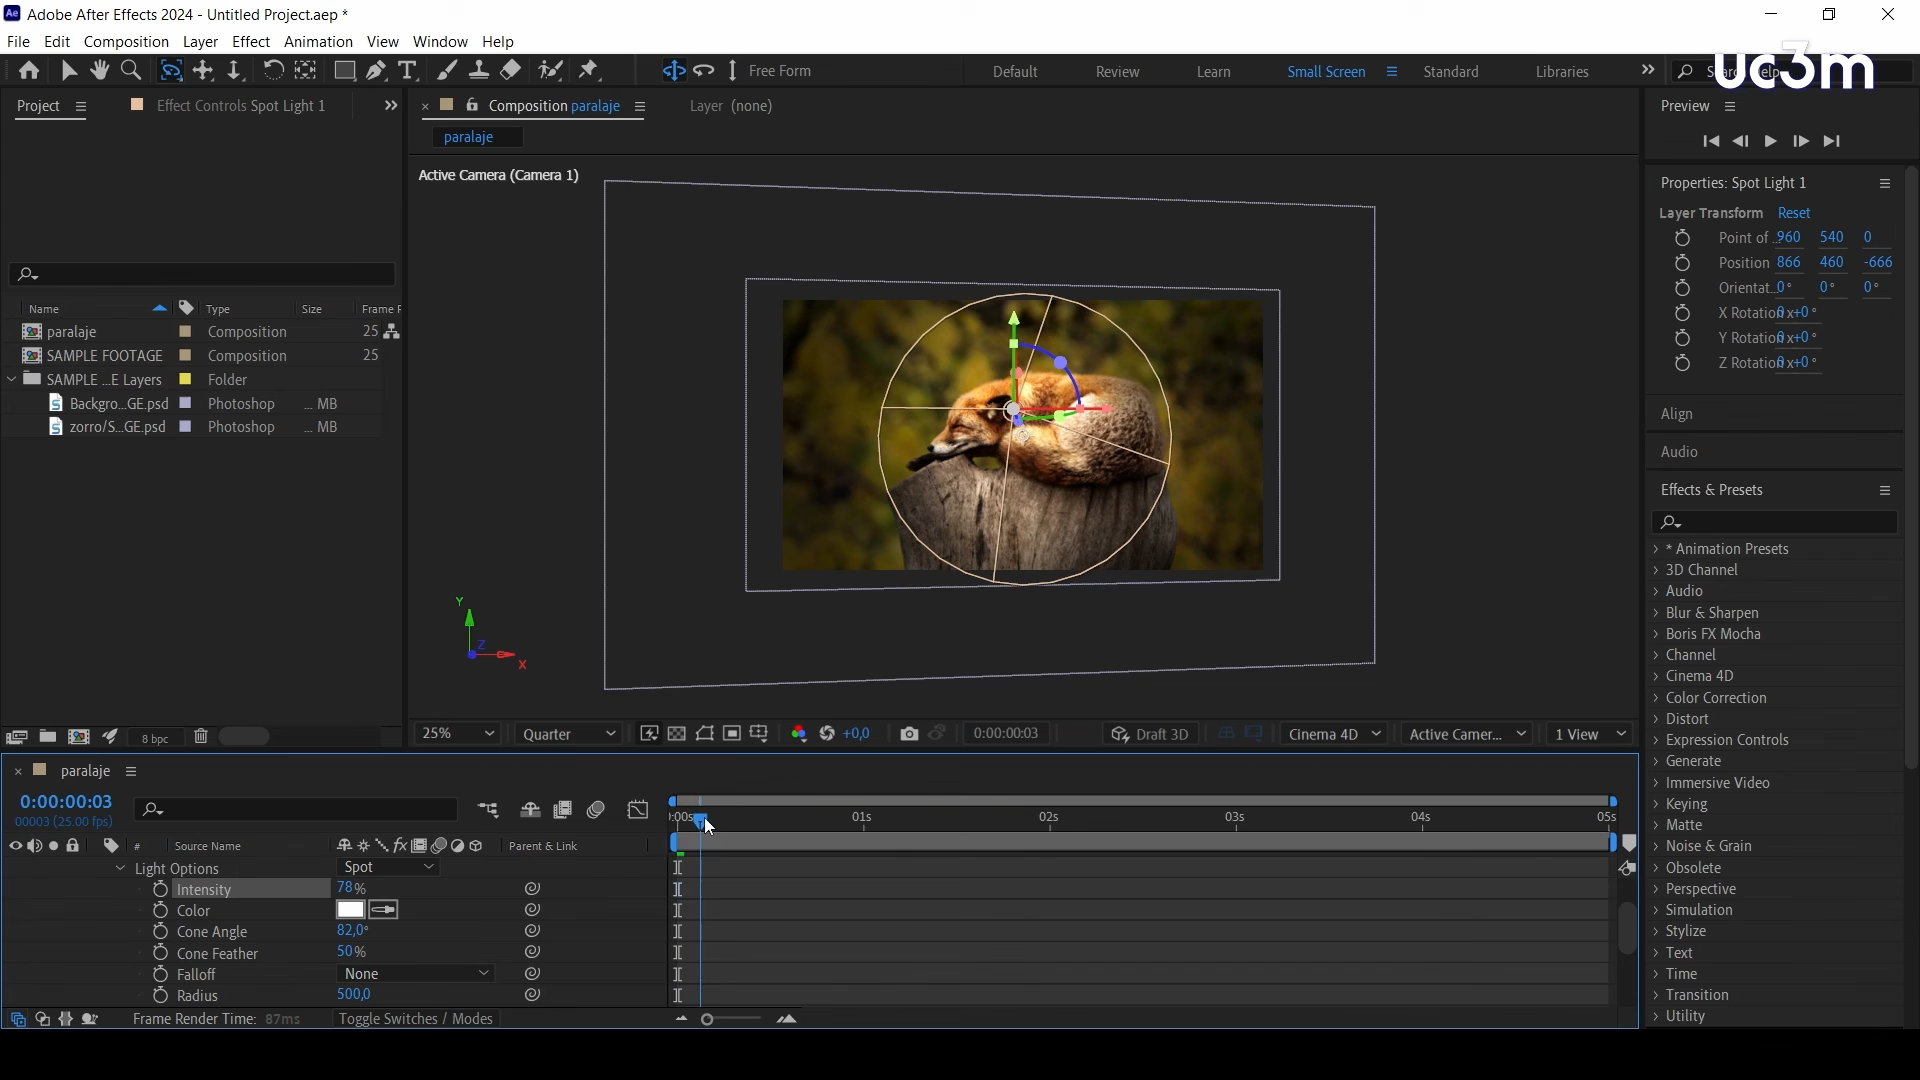 Adobe After Effects 2024 - Untitled Project.aep *
File Edit Composition Layer Effect Animation View Window Help
Free Form Default Review Learn Small Screen Standard Libraries
uc3m
Project Effect Controls Spot Light 1 Composition paralaje Layer (none) Preview
paralaje
Active Camera (Camera 1)
Properties: Spot Light 1
Layer Transform Reset
Point of ... 960 540 0
Position 866 460 -666
Orientat... 0° 0° 0°
X Rotation 0x+0°
Y Rotation 0x+0°
Z Rotation 0x+0°
Align
Audio
Effects & Presets
Name Type Size Frame R
paralaje Composition 25
SAMPLE FOOTAGE Composition 25
SAMPLE ...E Layers Folder
Backgro...GE.psd Photoshop ... MB
zorro/S...GE.psd Photoshop ... MB
* Animation Presets
3D Channel
Audio
Blur & Sharpen
Boris FX Mocha
Channel
Cinema 4D
Color Correction
Distort
Expression Controls
Generate
Immersive Video
Keying
Matte
Noise & Grain
Obsolete
Perspective
Simulation
Stylize
Text
Time
Transition
Utility
Y
Z
X
8 bpc
25% Quarter +0,0 0:00:00:03 Draft 3D Cinema 4D Active Camer... 1 View
paralaje
0:00:00:03
00003 (25.00 fps)
:00s 01s 02s 03s 04s 05s
# Source Name Parent & Link
Light Options Spot
Intensity 78%
Color
Cone Angle 82,0°
Cone Feather 50%
Falloff None
Radius 500,0
Frame Render Time: 87ms Toggle Switches / Modes